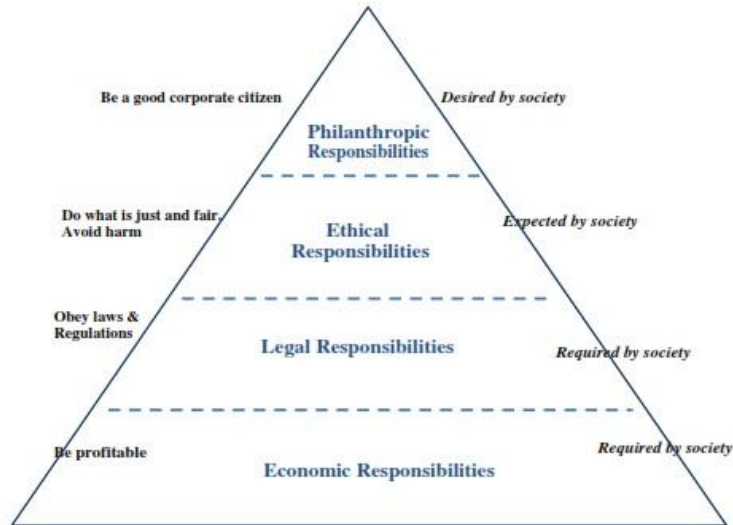 Be a good corporate citizen
Desired by society
Philanthropic
Responsibilities
Do what is just and fair,
Avoid harm
Expected by society
Ethical
Responsibilities
Obey laws &
Regulations
Legal Responsibilities
Required by society
Be profitable
Required by society
Economic Responsibilities